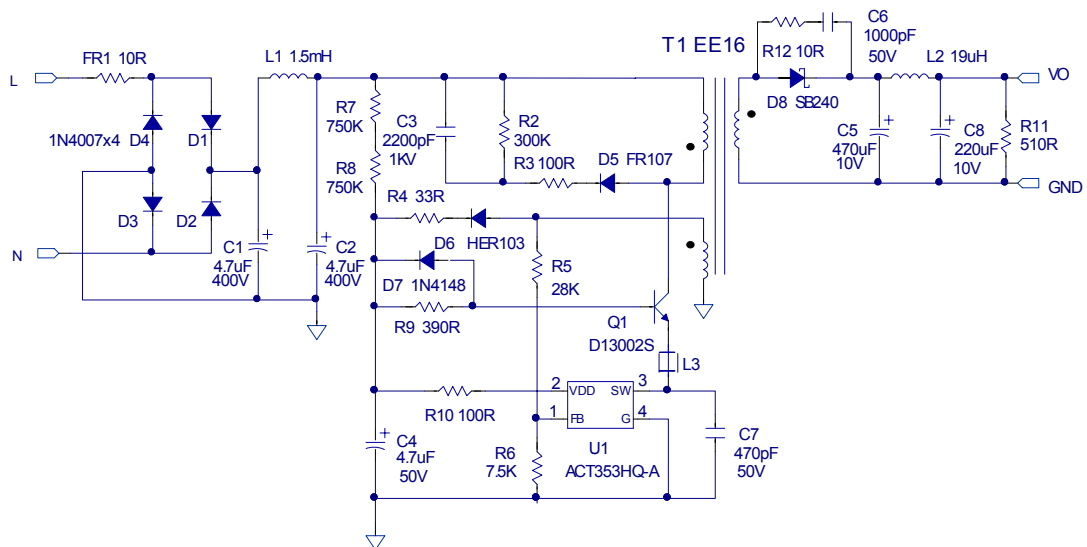 T1 EE16
C6
1000pF
50V
R12 10R
FR1 10R
L1 1.5mH
L2 19uH
L
VO
D8 SB240
R7
750K
C3
2200pF
1KV
R2
300K
1N4007x4
D4
D1
C5
470uF
10V
C8
220uF
10V
R11
510R
R8
750K
R3 100R
D5 FR107
GND
R4 33R
D3
D2
N
C1
4.7uF
400V
C2
4.7uF
400V
D6
HER103
R5
28K
D7 1N4148
R9 390R
Q1
D13002S
L3
2
VDD
SW
3
R10 100R
1
FB
G
4
C4
4.7uF
50V
R6
7.5K
U1
ACT353HQ-A
C7
470pF
50V
+
+
+
+
+